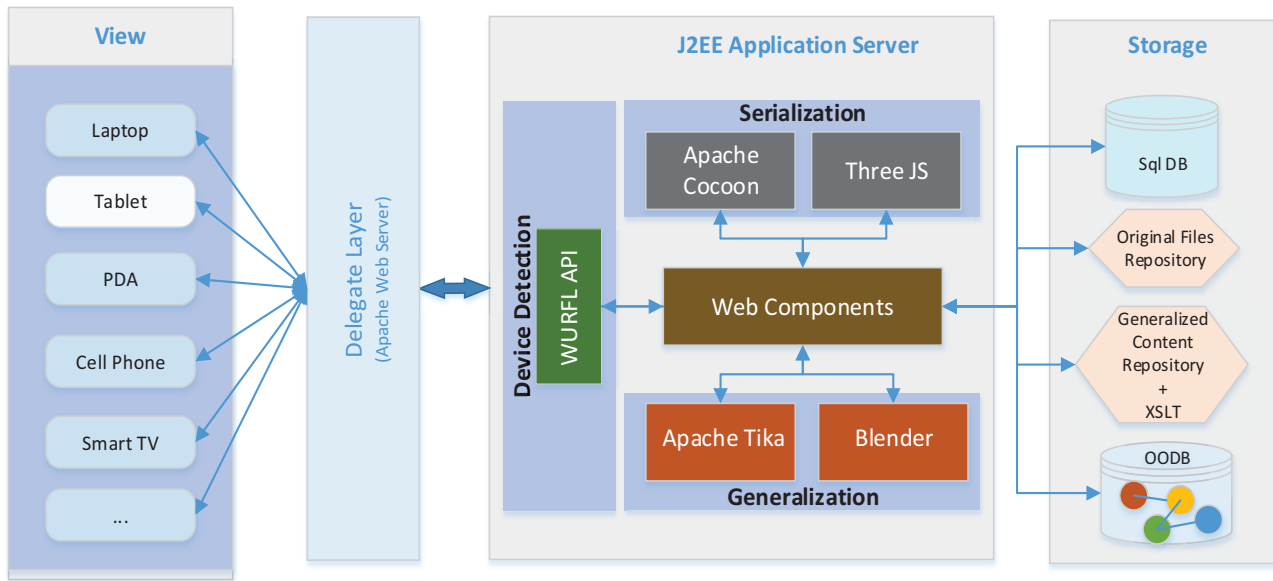 View
Laptop
Tablet
PDA
Cell Phone
Smart TV
...
Delegate Layer
(Apache Web Server)
J2EE Application Server
Device Detection
WURFL API
Serialization
Apache
Cocoon
Three JS
Web Components
Apache Tika
Blender
Generalization
Storage
Sql DB
Original Files
Repository
Generalized
Content
Repository
+
XSLT
OODB